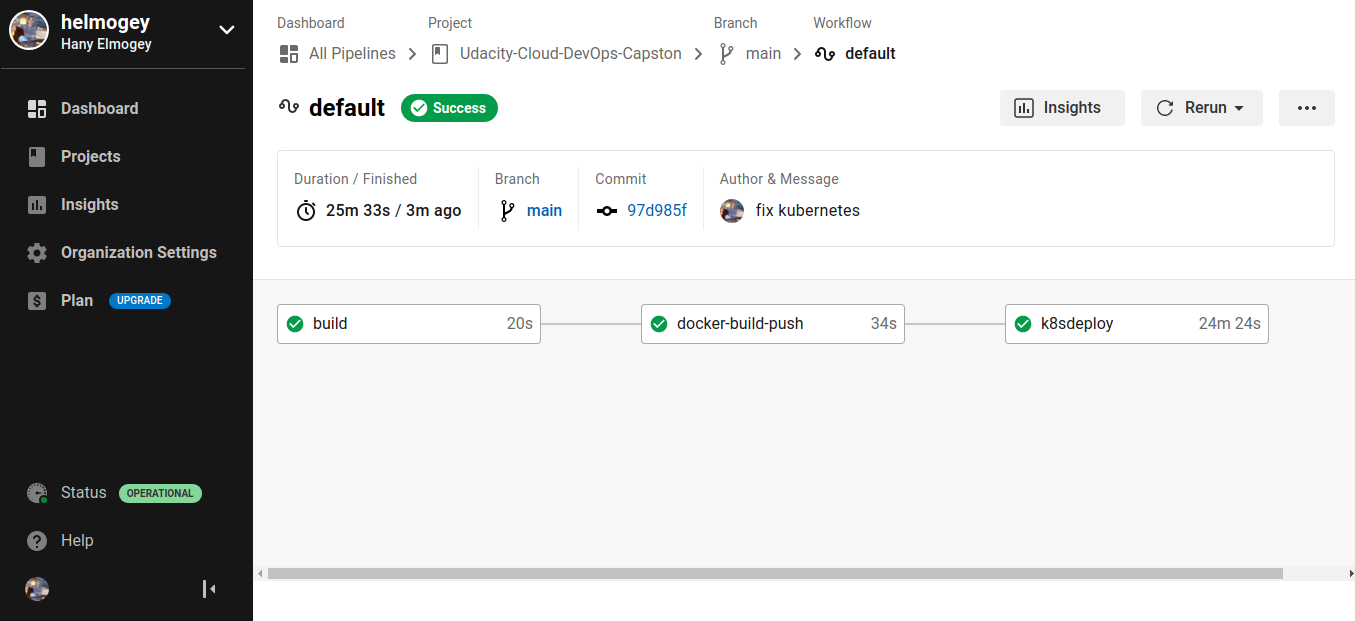 helmogey
Hany Elmogey
Dashboard
Projects
Insights
Organization Settings
Plan UPGRADE
Status OPERATIONAL
Help
Dashboard Project Branch Workflow
All Pipelines Udacity-Cloud-DevOps-Capston main default
default Success Insights Rerun
Duration / Finished Branch Commit Author & Message
25m 33s / 3m ago main 97d985f fix kubernetes
build 20s docker-build-push 34s k8sdeploy 24m 24s